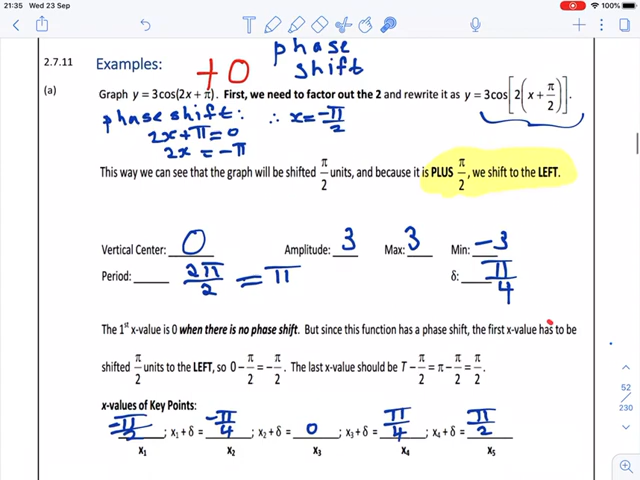 21:35 Wed 23 Sep 81%
2.7.11 Examples:
+0
phase
shift
(a) Graph y = 3cos(2x + π). First, we need to factor out the 2 and rewrite it as y = 3cos[2(x + π/2)].
phase shift: ∴ x = -π/2
2x+π=0
2x = -π
This way we can see that the graph will be shifted π/2 units, and because it is PLUS π/2, we shift to the LEFT.
Vertical Center: 0 Amplitude: 3 Max: 3 Min: -3
Period: 2π/2 = π δ: π/4
The 1st x-value is 0 when there is no phase shift. But since this function has a phase shift, the first x-value has to be
shifted π/2 units to the LEFT, so 0 - π/2 = -π/2. The last x-value should be T - π/2 = π - π/2 = π/2.
x-values of Key Points:
-π/2; x1 + δ = -π/4; x2 + δ = 0; x3 + δ = π/4; x4 + δ = π/2
x1 x2 x3 x4 x5
52
/
230